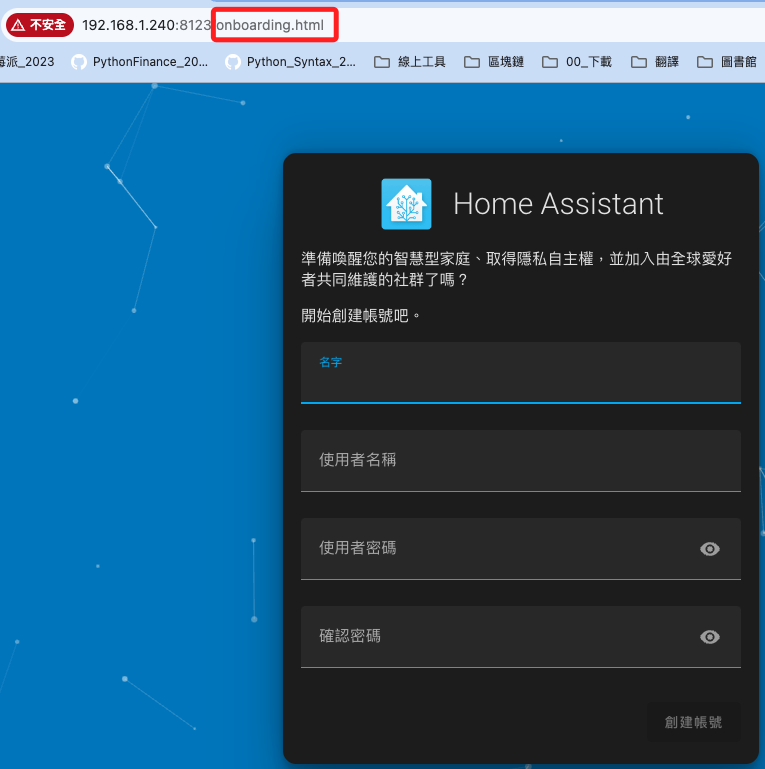 不安全 192.168.1.240:8123/onboarding.html
派_2023 PythonFinance_20... Python_Syntax_2... 線上工具 區塊鏈 00_下載 翻譯 圖書館
Home Assistant
準備喚醒您的智慧型家庭、取得隱私自主權，並加入由全球愛好
者共同維護的社群了嗎？
開始創建帳號吧。
名字
使用者名稱
使用者密碼
確認密碼
創建帳號